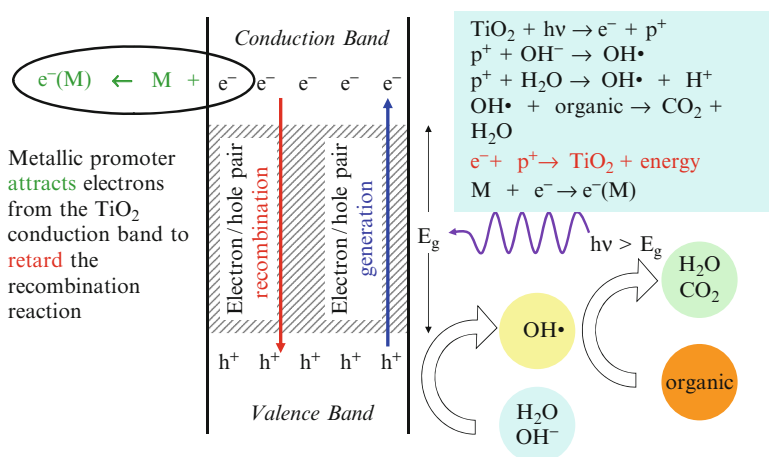 Conduction Band
e⁻(M) ← M + e⁻ e⁻ e⁻ e⁻ e⁻
Metallic promoter
attracts electrons
from the TiO₂
conduction band to
retard the
recombination
reaction
Electron/hole pair
recombination
Electron/hole pair
generation
h⁺ h⁺ h⁺ h⁺ h⁺
Valence Band
E_g
TiO₂ + hν → e⁻ + p⁺
p⁺ + OH⁻ → OH•
p⁺ + H₂O → OH• + H⁺
OH• + organic → CO₂ +
H₂O
e⁻+ p⁺→ TiO₂ + energy
M + e⁻→ e⁻(M)
hν > E_g
H₂O
CO₂
OH•
organic
H₂O
OH⁻